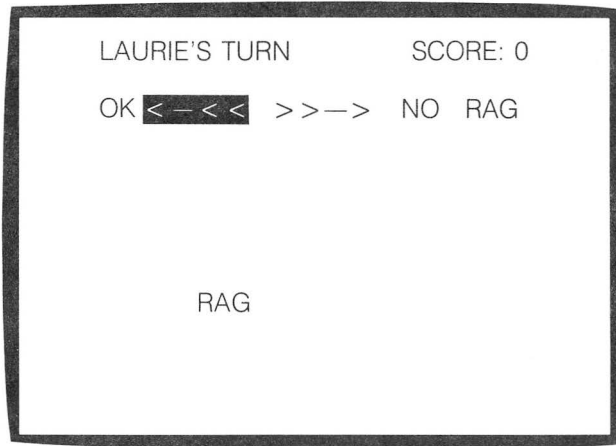 LAURIE'S TURN SCORE: 0
OK <–<< >>–> NO RAG
RAG